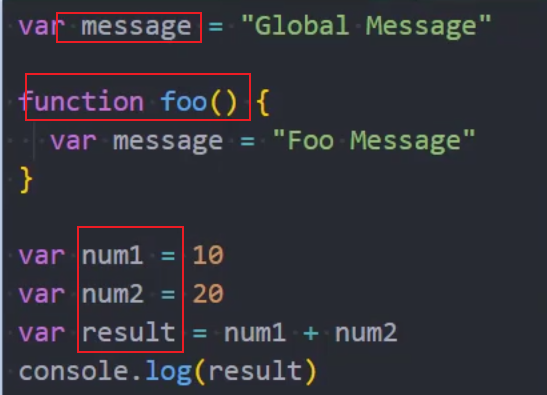 var message = "Global Message"
function foo() {
var message = "Foo Message"
}
var num1 = 10
var num2 = 20
var result = num1 + num2
console.log(result)